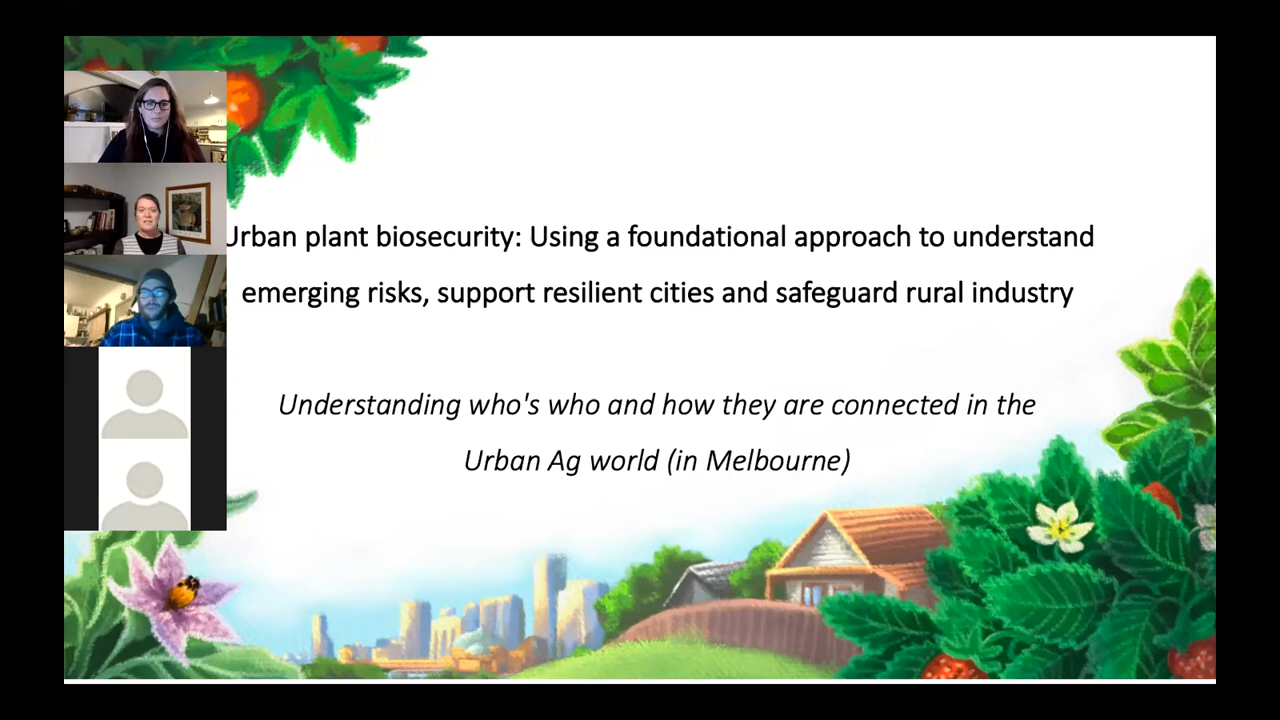 Urban plant biosecurity: Using a foundational approach to understand
emerging risks, support resilient cities and safeguard rural industry
Understanding who's who and how they are connected in the
Urban Ag world (in Melbourne)